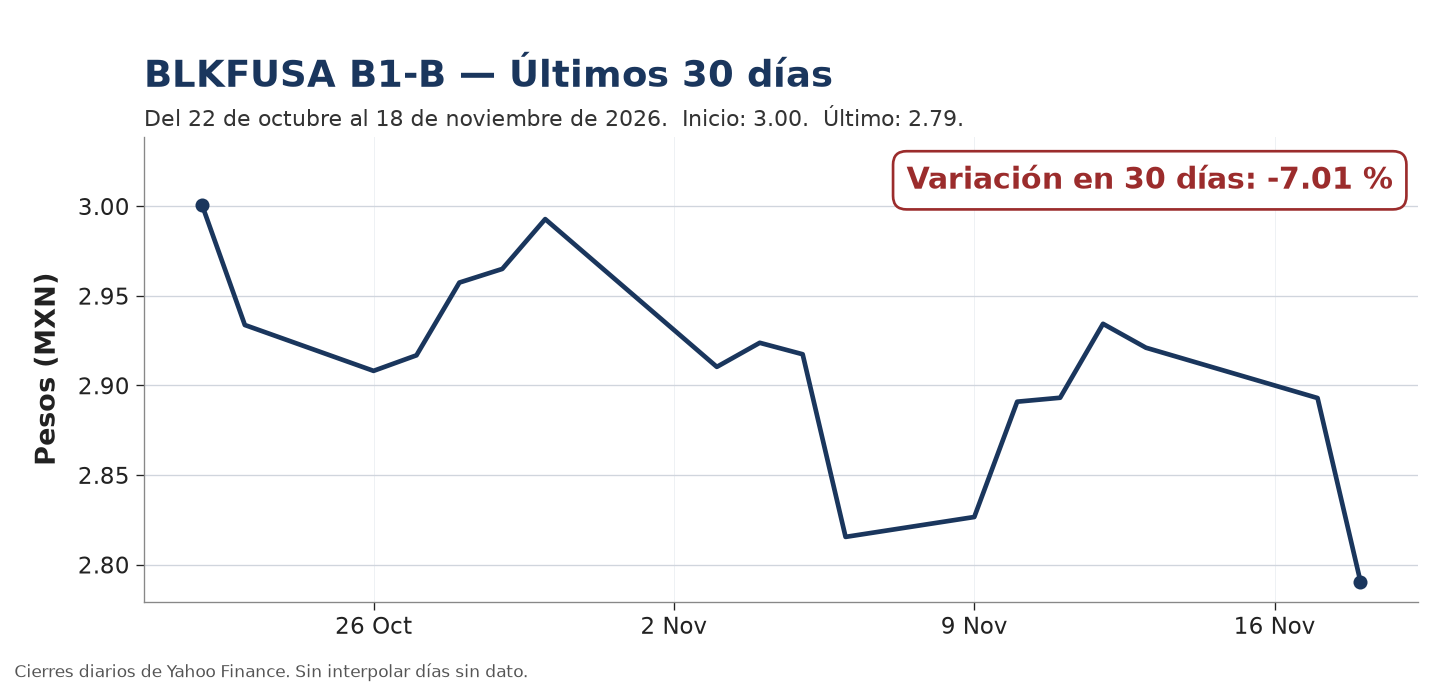 BLKFUSA B1-B — Últimos 30 días
Del 22 de octubre al 18 de noviembre de 2026.  Inicio: 3.00.  Último: 2.79.
Variación en 30 días: -7.01 %
Pesos (MXN)
3.00
2.95
2.90
2.85
2.80
26 Oct
2 Nov
9 Nov
16 Nov
Cierres diarios de Yahoo Finance. Sin interpolar días sin dato.